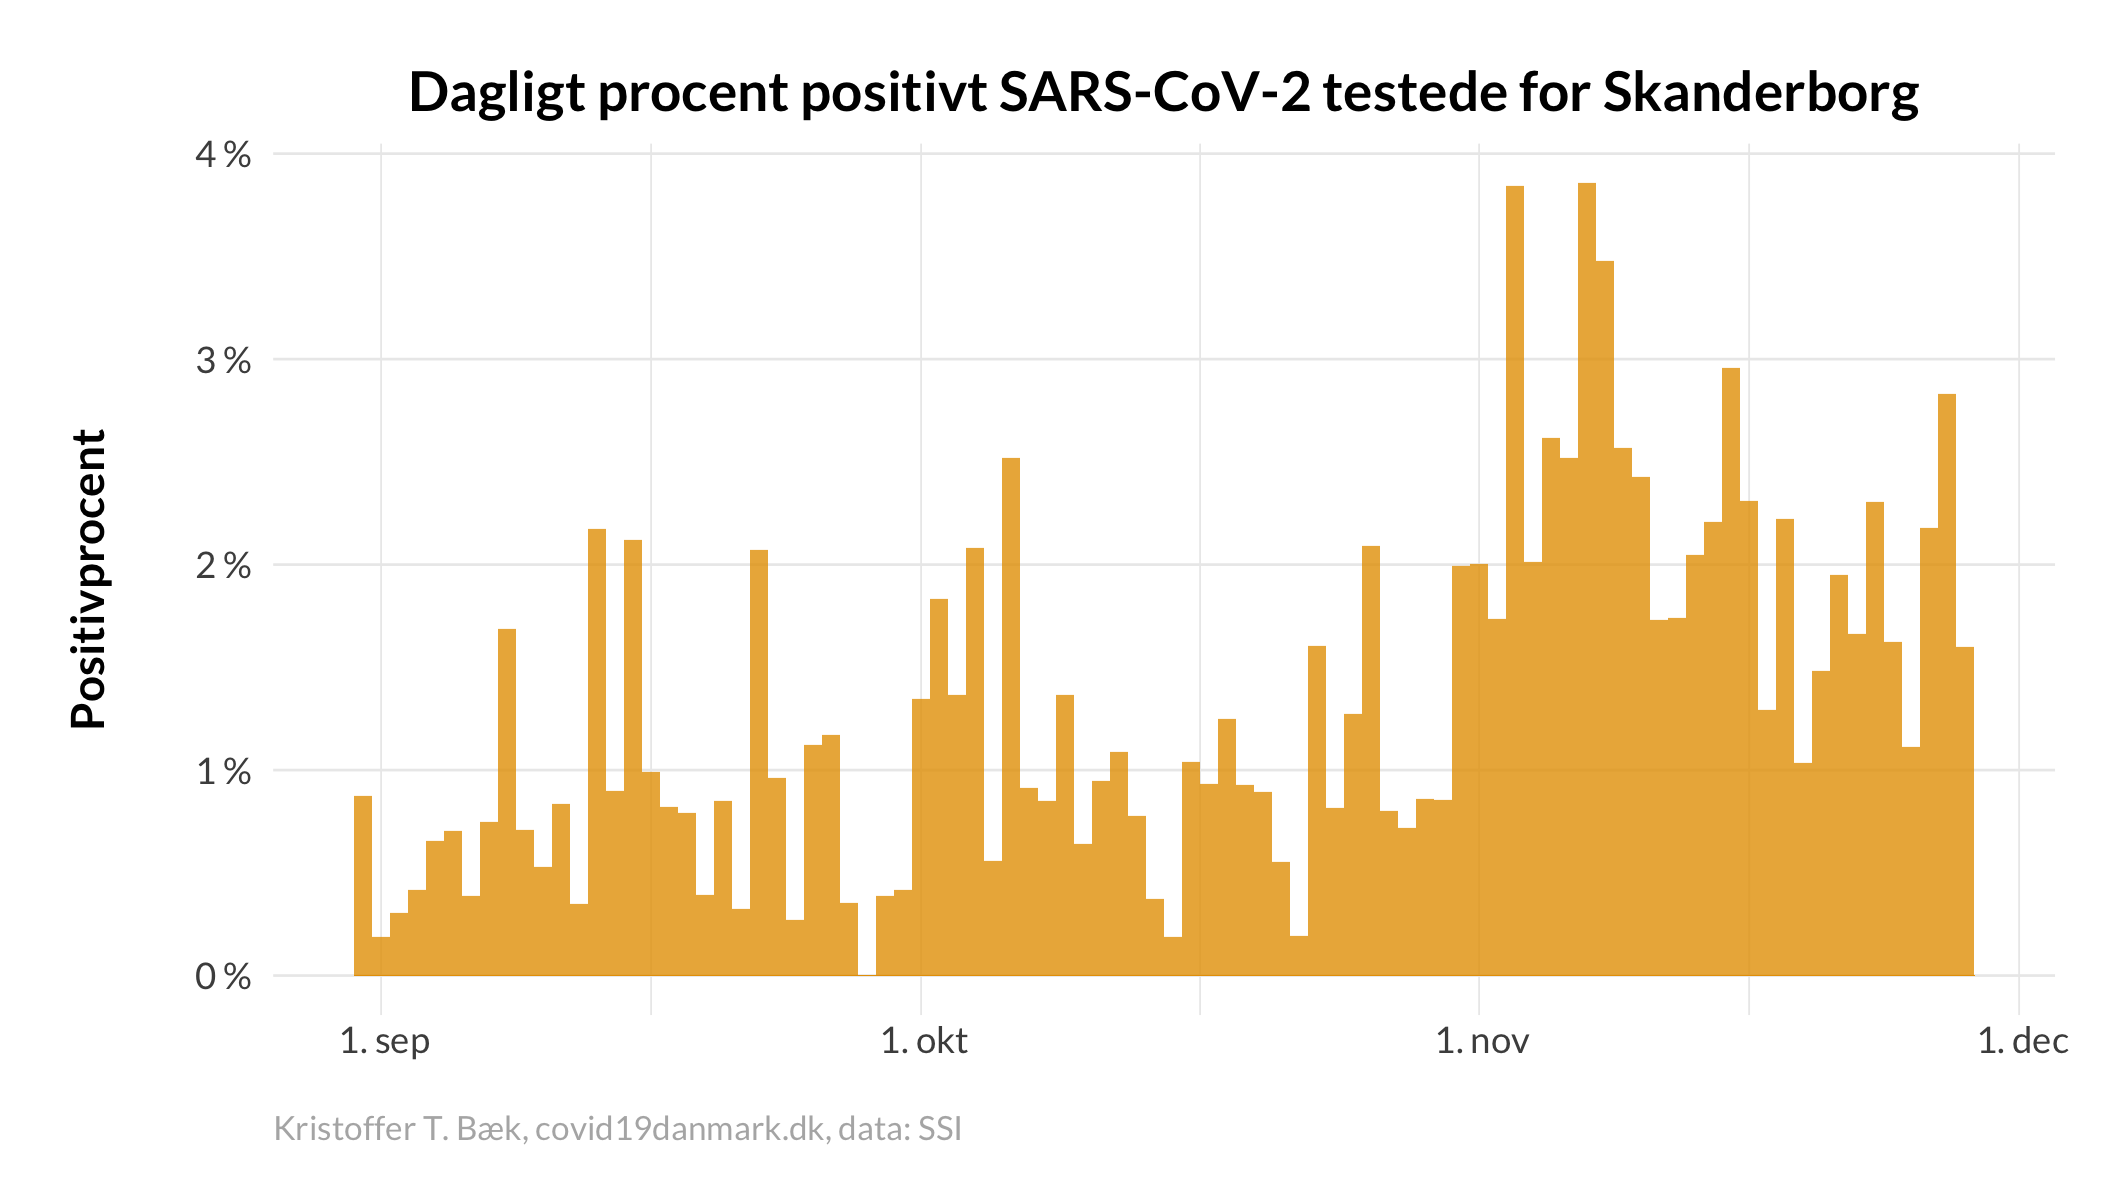 Dagligt procent positivt SARS-CoV-2 testede for Skanderborg
Positivprocent
4 %
3 %
2 %
1 %
0 %
1. sep
1. okt
1. nov
1. dec
Kristoffer T. Bæk, covid19danmark.dk, data: SSI